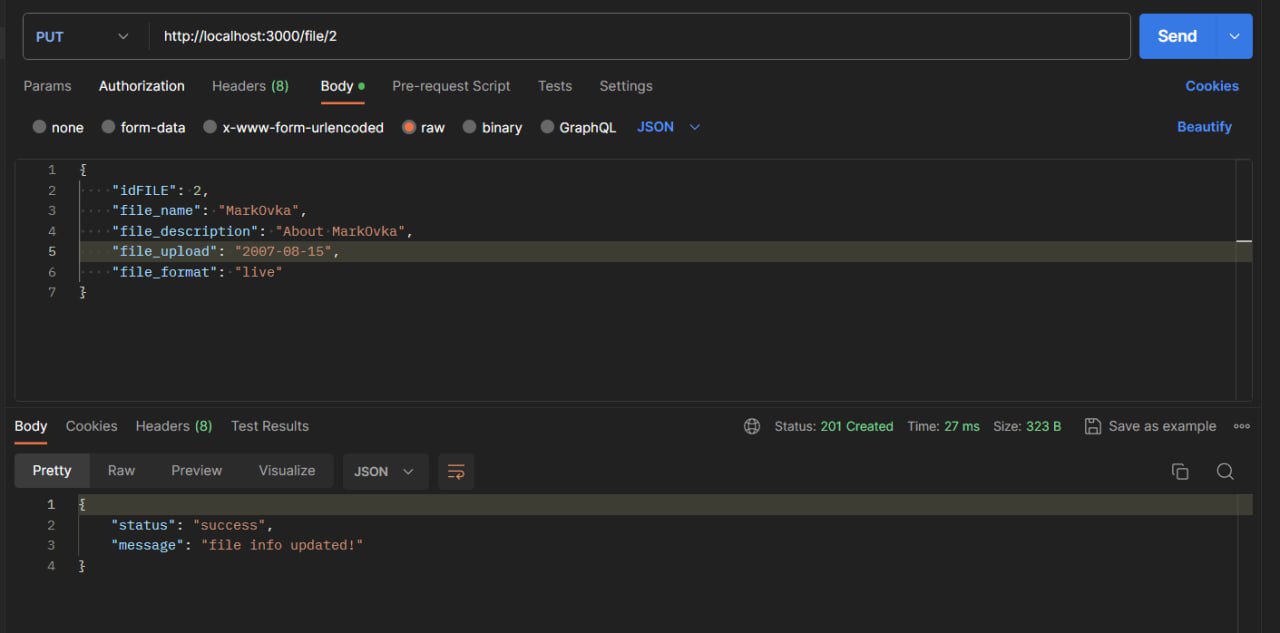 PUT http://localhost:3000/file/2 Send
Params Authorization Headers (8) Body Pre-request Script Tests Settings Cookies
none form-data x-www-form-urlencoded raw binary GraphQL JSON Beautify
1 {
2 "idFILE": 2,
3 "file_name": "MarkOvka",
4 "file_description": "About MarkOvka",
5 "file_upload": "2007-08-15",
6 "file_format": "live"
7 }
Body Cookies Headers (8) Test Results Status: 201 Created Time: 27 ms Size: 323 B Save as example
Pretty Raw Preview Visualize JSON
1 {
2 "status": "success",
3 "message": "file info updated!"
4 }